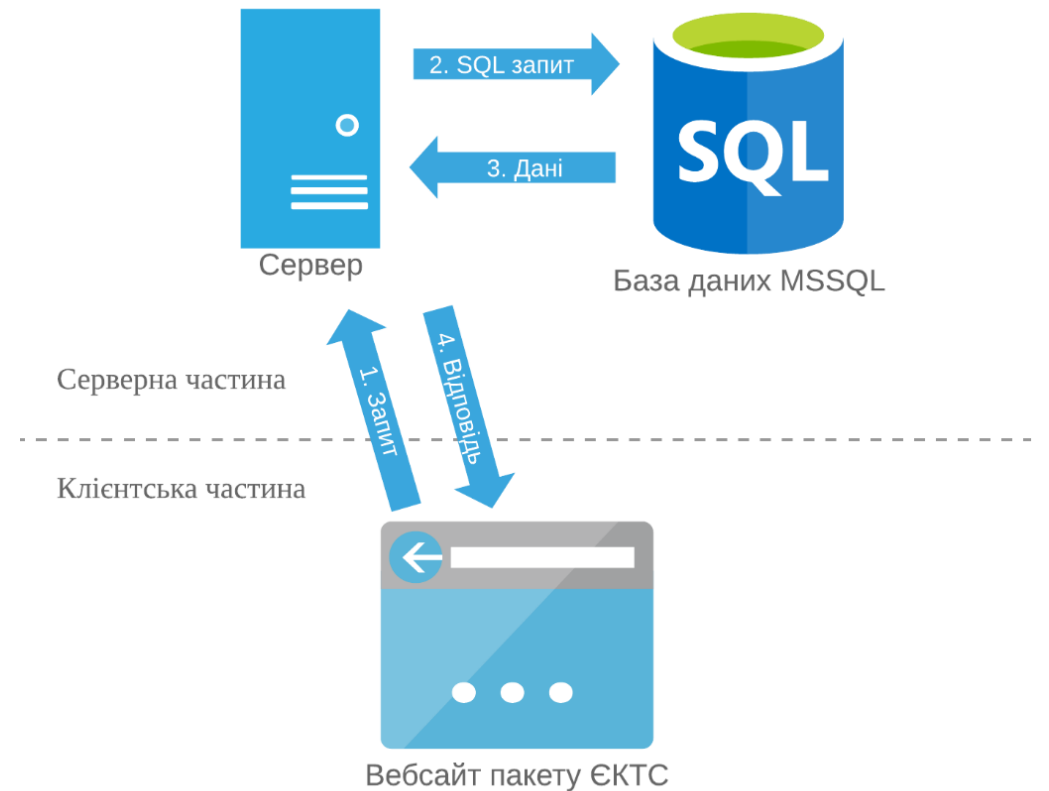 2. SQL запит
SQL
3. Дані
Сервер
База даних MSSQL
1. Запит
4. Відповідь
Серверна частина
Клієнтська частина
Вебсайт пакету ЄКТС